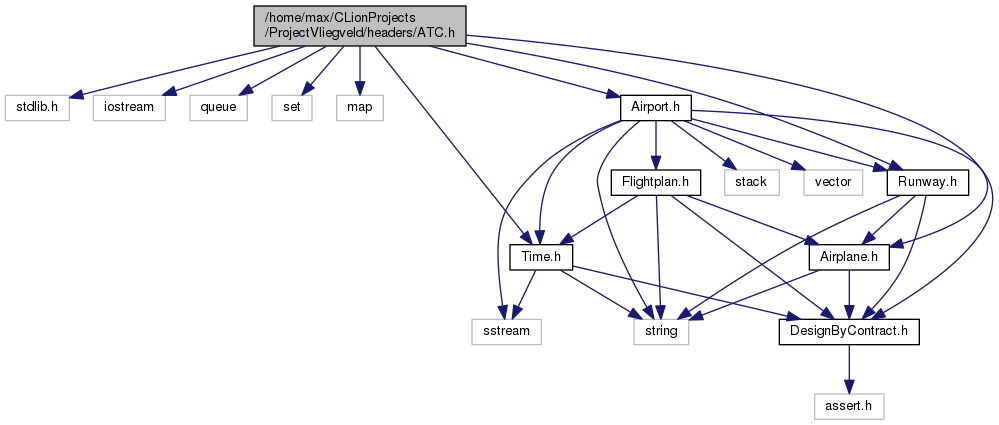 /home/max/CLionProjects
/ProjectVliegveld/headers/ATC.h
stdlib.h
iostream
queue
set
map
Airport.h
Flightplan.h
stack
vector
Runway.h
Time.h
Airplane.h
sstream
string
DesignByContract.h
assert.h